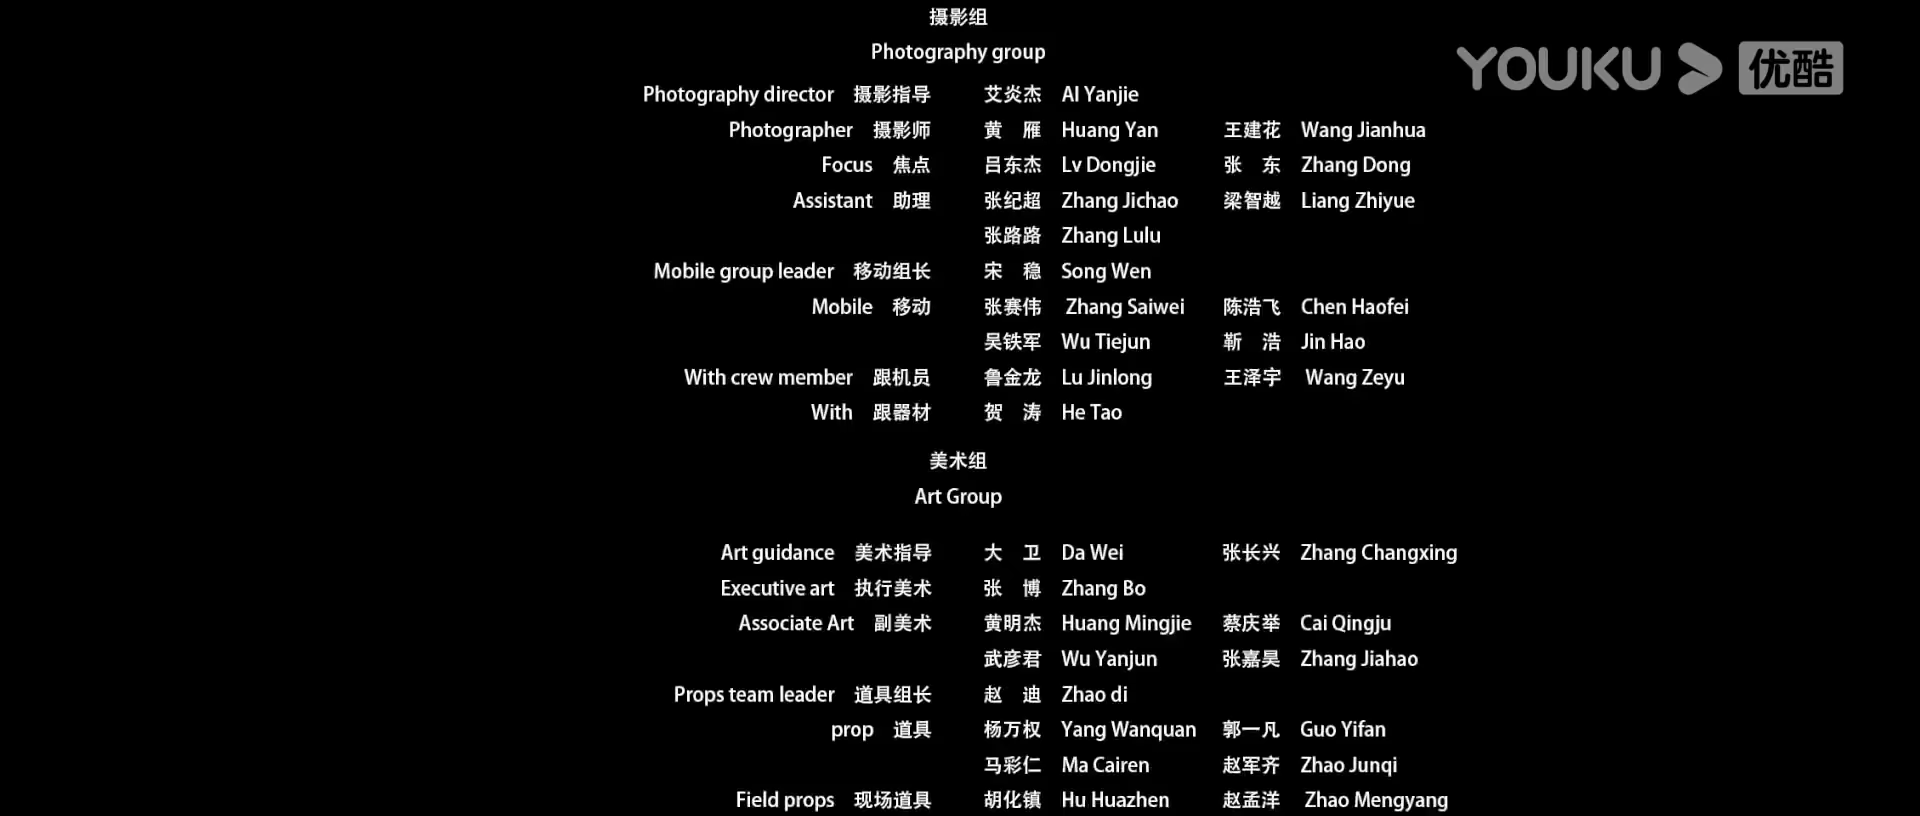 摄影组
Photography group
YOUKU 优酷
Photography director 摄影指导 艾炎杰 AI Yanjie
Photographer 摄影师 黄 雁 Huang Yan 王建花 Wang Jianhua
Focus 焦点 吕东杰 Lv Dongjie 张 东 Zhang Dong
Assistant 助理 张纪超 Zhang Jichao 梁智越 Liang Zhiyue
张路路 Zhang Lulu
Mobile group leader 移动组长 宋 稳 Song Wen
Mobile 移动 张赛伟 Zhang Saiwei 陈浩飞 Chen Haofei
吴铁军 Wu Tiejun 靳 浩 Jin Hao
With crew member 跟机员 鲁金龙 Lu Jinlong 王泽宇 Wang Zeyu
With 跟器材 贺 涛 He Tao
美术组
Art Group
Art guidance 美术指导 大 卫 Da Wei 张长兴 Zhang Changxing
Executive art 执行美术 张 博 Zhang Bo
Associate Art 副美术 黄明杰 Huang Mingjie 蔡庆举 Cai Qingju
武彦君 Wu Yanjun 张嘉昊 Zhang Jiahao
Props team leader 道具组长 赵 迪 Zhao di
prop 道具 杨万权 Yang Wanquan 郭一凡 Guo Yifan
马彩仁 Ma Cairen 赵军齐 Zhao Junqi
Field props 现场道具 胡化镇 Hu Huazhen 赵孟洋 Zhao Mengyang